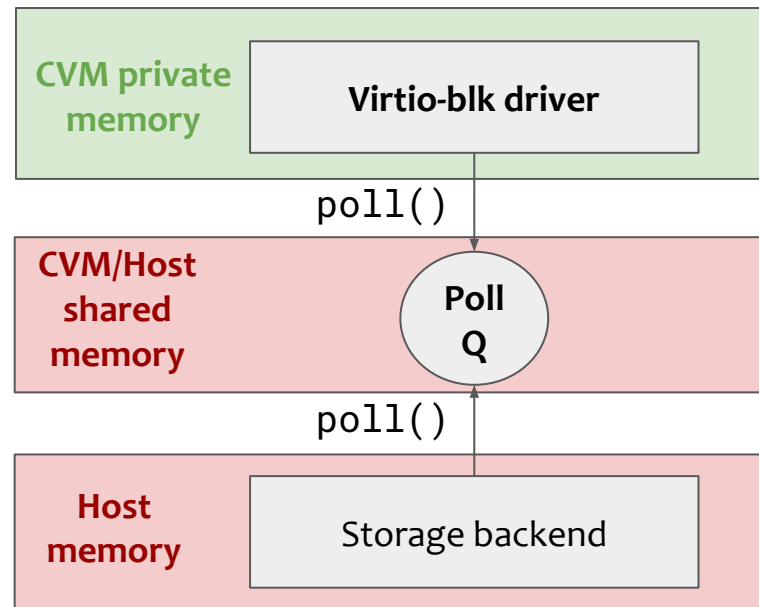 CVM private
memory
Virtio-blk driver
poll()
CVM/Host
shared
memory
Poll
Q
poll()
Host
memory
Storage backend